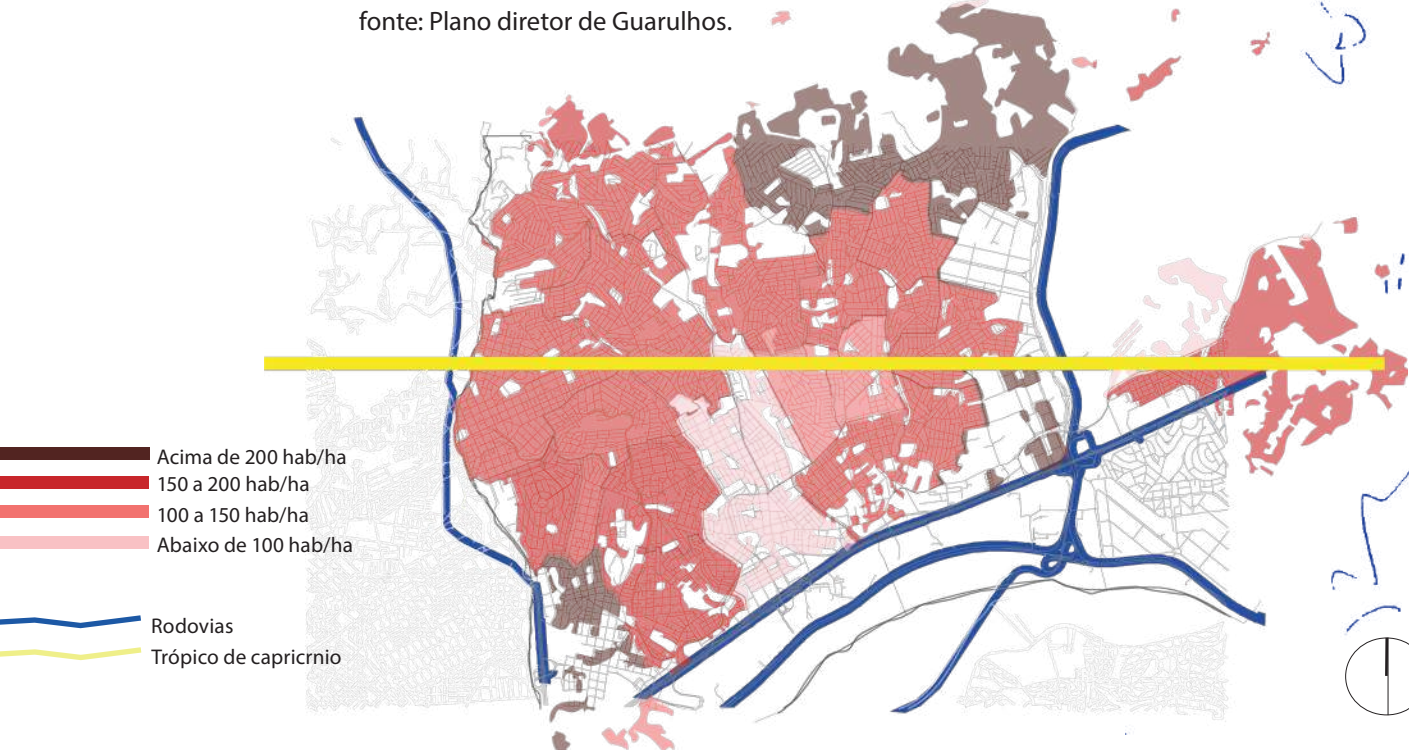 fonte: Plano diretor de Guarulhos.
Acima de 200 hab/ha
150 a 200 hab/ha
100 a 150 hab/ha
Abaixo de 100 hab/ha
Rodovias
Trópico de capricrnio